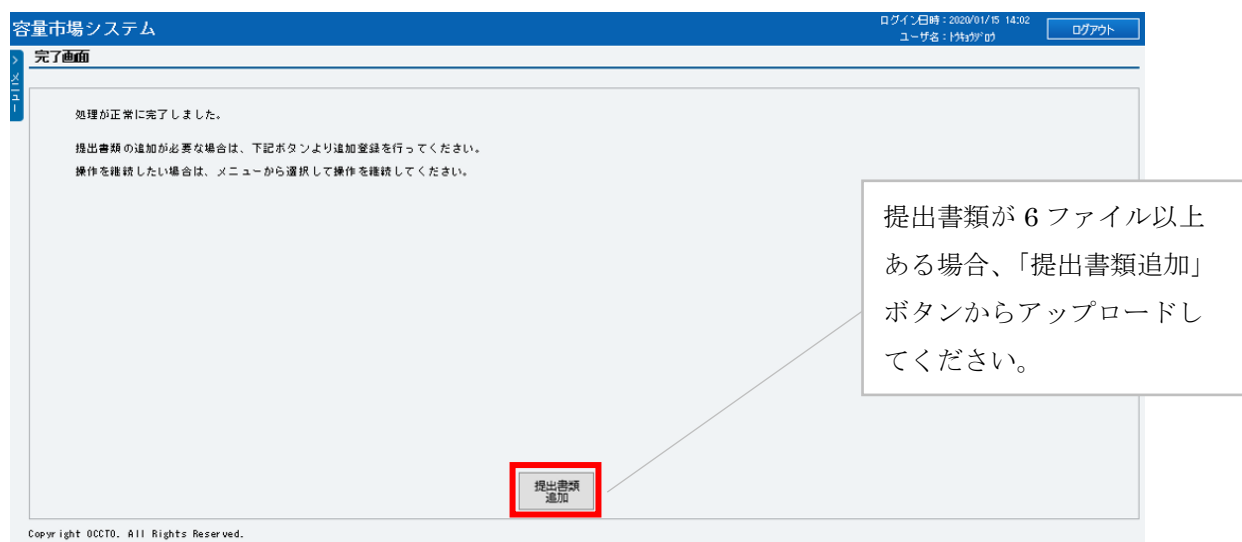 容量市場システム
ログイン日時：2020/01/15 14:02
ユーザ名：ﾄｳｷｮｳｼﾞﾛｳ
ログアウト
> メニュー
完了画面
処理が正常に完了しました。
提出書類の追加が必要な場合は、下記ボタンより追加登録を行ってください。
操作を継続したい場合は、メニューから選択して操作を継続してください。
提出書類が 6 ファイル以上
ある場合、「提出書類追加」
ボタンからアップロードし
てください。
提出書類
追加
Copyright OCCTO. All Rights Reserved.